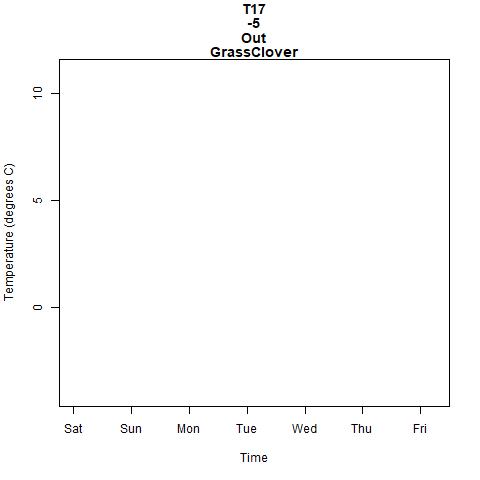 T17
-5
Out
GrassClover
10
5
0
Temperature (degrees C)
Sat Sun Mon Tue Wed Thu Fri
Time